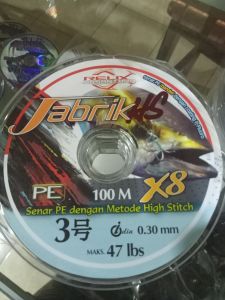 RELIX
Jabrik HS
PE
100 M
X8
Senar PE dengan Metode High Stitch
3号
0.30 mm
MAKS. 47 lbs